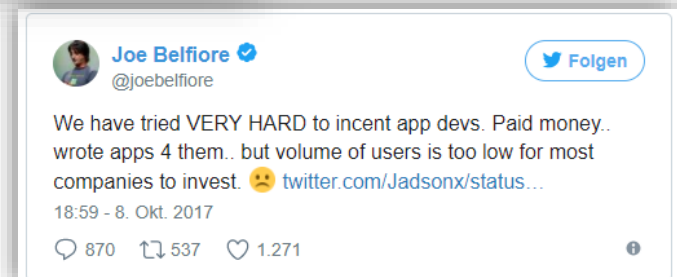 Joe Belfiore
@joebelfiore
Folgen
We have tried VERY HARD to incent app devs. Paid money..
wrote apps 4 them.. but volume of users is too low for most
companies to invest. 🙁 twitter.com/Jadsonx/status…
18:59 - 8. Okt. 2017
870 537 1.271